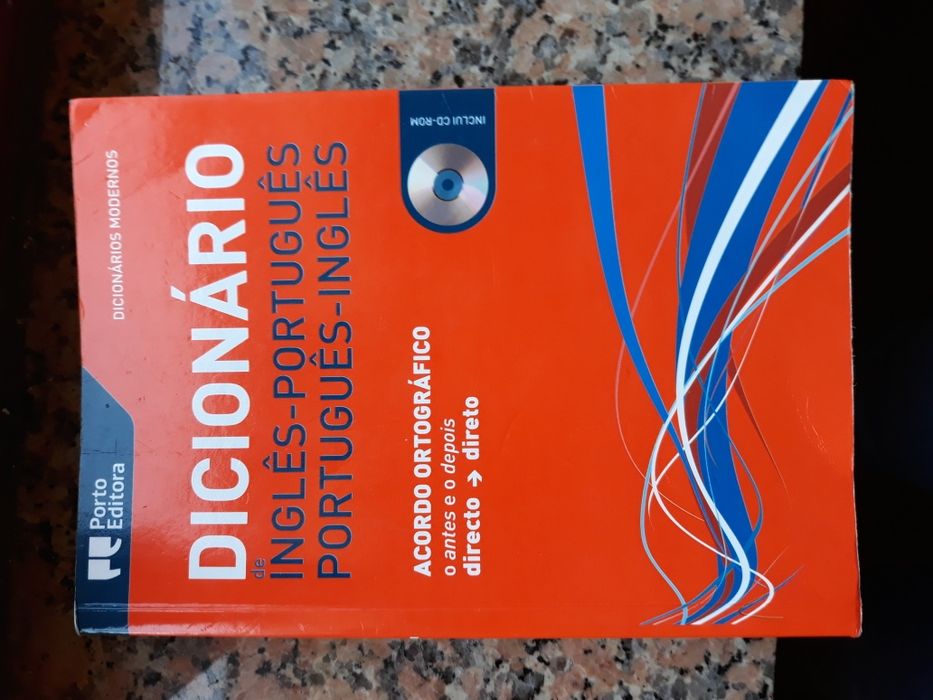 Porto
Editora
DICIONÁRIOS MODERNOS
DICIONÁRIO
de
INGLÊS-PORTUGUÊS
PORTUGUÊS-INGLÊS
INCLUI CD-ROM
ACORDO ORTOGRÁFICO
o antes e o depois
directo → direto